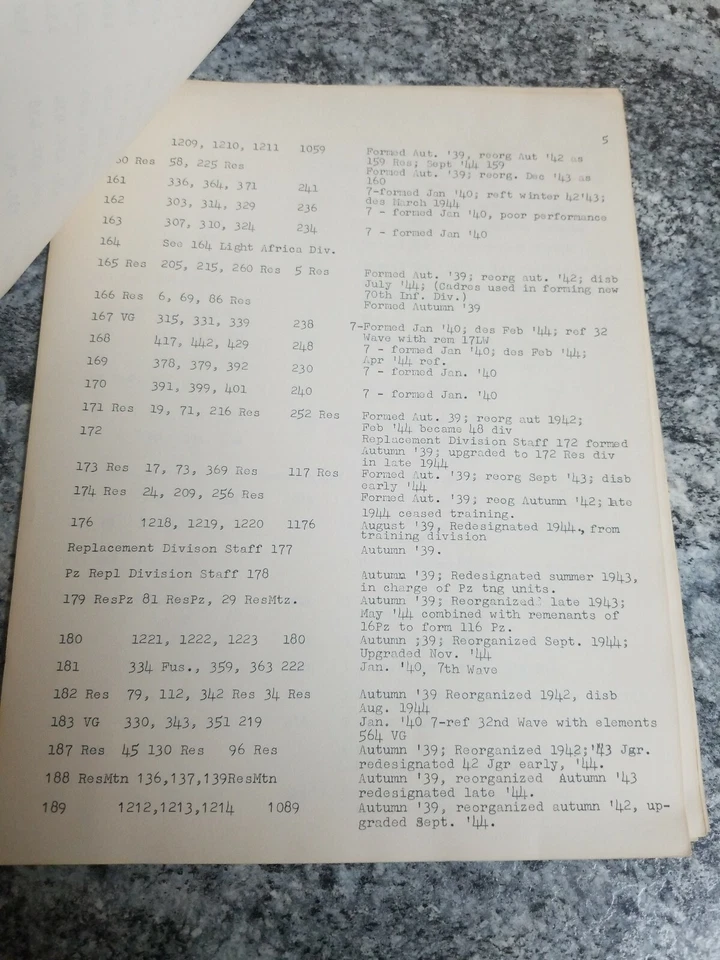 5
1209, 1210, 1211 1059 Formed Aut. '39, reorg Aut '42 as
159 Res; Sept '44 159
Res 58, 225 Res Formed Aut. '39; reorg. Dec '43 as
160
161 336, 364, 371 241 7-formed Jan '40; reft winter 42'43;
des March 1944
162 303, 314, 329 236 7 - formed Jan '40, poor performance
163 307, 310, 324 234 7 - formed Jan '40
164 See 164 Light Africa Div.
165 Res 205, 215, 260 Res 5 Res Formed Aut. '39; reorg aut. '42; disb
July '44; (Cadres used in forming new
70th Inf. Div.)
166 Res 6, 69, 86 Res Formed Autumn '39
167 VG 315, 331, 339 238 7-Formed Jan '40; des Feb '44; ref 32
Wave with rem 17LW
168 417, 442, 429 248 7 - formed Jan '40; des Feb '44;
Apr '44 ref.
169 378, 379, 392 230 7 - formed Jan. '40
170 391, 399, 401 240 7 - formed Jan. '40
171 Res 19, 71, 216 Res 252 Res Formed Aut. 39; reorg aut 1942;
Feb '44 became 48 div
172 Replacement Division Staff 172 formed
Autumn '39; upgraded to 172 Res div
in late 1944
173 Res 17, 73, 369 Res 117 Res Formed Aut. '39; reorg Sept '43; disb
early '44
174 Res 24, 209, 256 Res Formed Aut. '39; reog Autumn '42; late
1944 ceased training.
176 1218, 1219, 1220 1176 August '39, Redesignated 1944., from
training division
Replacement Divison Staff 177 Autumn '39.
Pz Repl Division Staff 178 Autumn '39; Redesignated summer 1943,
in charge of Pz tng units.
179 ResPz 81 ResPz, 29 ResMtz. Autumn '39; Reorganized late 1943;
May '44 combined with remenants of
16Pz to form 116 Pz.
180 1221, 1222, 1223 180 Autumn ;39; Reorganized Sept. 1944;
Upgraded Nov. '44
181 334 Fus., 359, 363 222 Jan. '40, 7th Wave
182 Res 79, 112, 342 Res 34 Res Autumn '39 Reorganized 1942, disb
Aug. 1944
183 VG 330, 343, 351 219 Jan. '40 7-ref 32nd Wave with elements
564 VG
187 Res 45 130 Res 96 Res Autumn '39; Reorganized 1942;'43 Jgr.
redesignated 42 Jgr early, '44.
188 ResMtn 136,137,139ResMtn Autumn '39, reorganized Autumn '43
redesignated late '44.
189 1212,1213,1214 1089 Autumn '39, reorganized autumn '42, up-
graded Sept. '44.